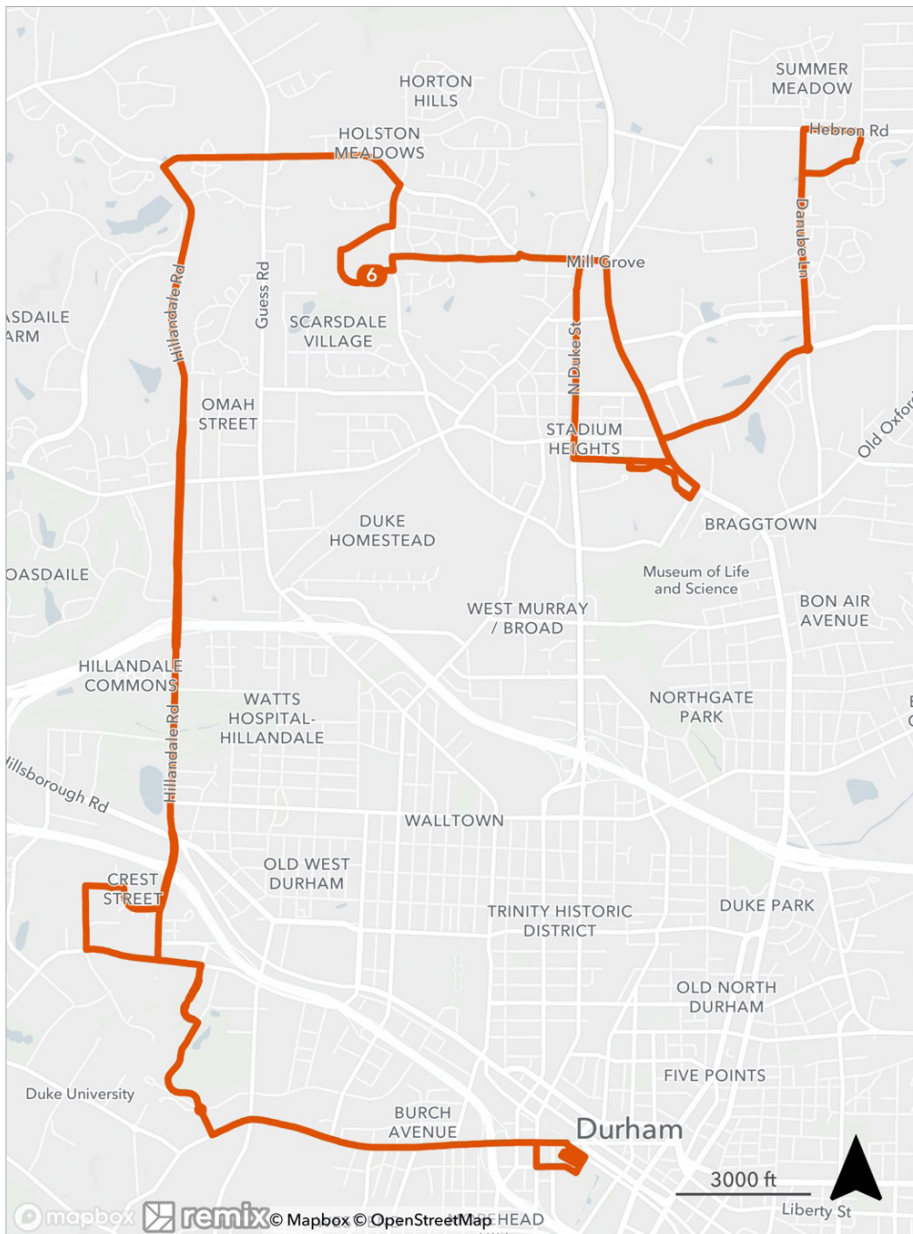 SUMMER
MEADOW
HORTON
HILLS
Hebron Rd
HOLSTON
MEADOWS
Danube Ln
Mill Grove
6
Guess Rd
Hillandale Rd
ASDAILE
ARM
SCARSDALE
VILLAGE
N Duke St
OMAH
STREET
STADIUM
HEIGHTS
Old Oxford
DUKE
HOMESTEAD
BRAGGTOWN
OASDAILE
Museum of Life
and Science
WEST MURRAY
/ BROAD
BON AIR
AVENUE
HILLANDALE
COMMONS
WATTS
HOSPITAL-
HILLANDALE
NORTHGATE
PARK
Hillandale Rd
illsborough Rd
WALLTOWN
OLD WEST
DURHAM
CREST
STREET
TRINITY HISTORIC
DISTRICT
DUKE PARK
OLD NORTH
DURHAM
FIVE POINTS
Duke University
BURCH
AVENUE
Durham
3000 ft
Liberty St
mapbox
remix
© Mapbox © OpenStreetMap
REHEAD